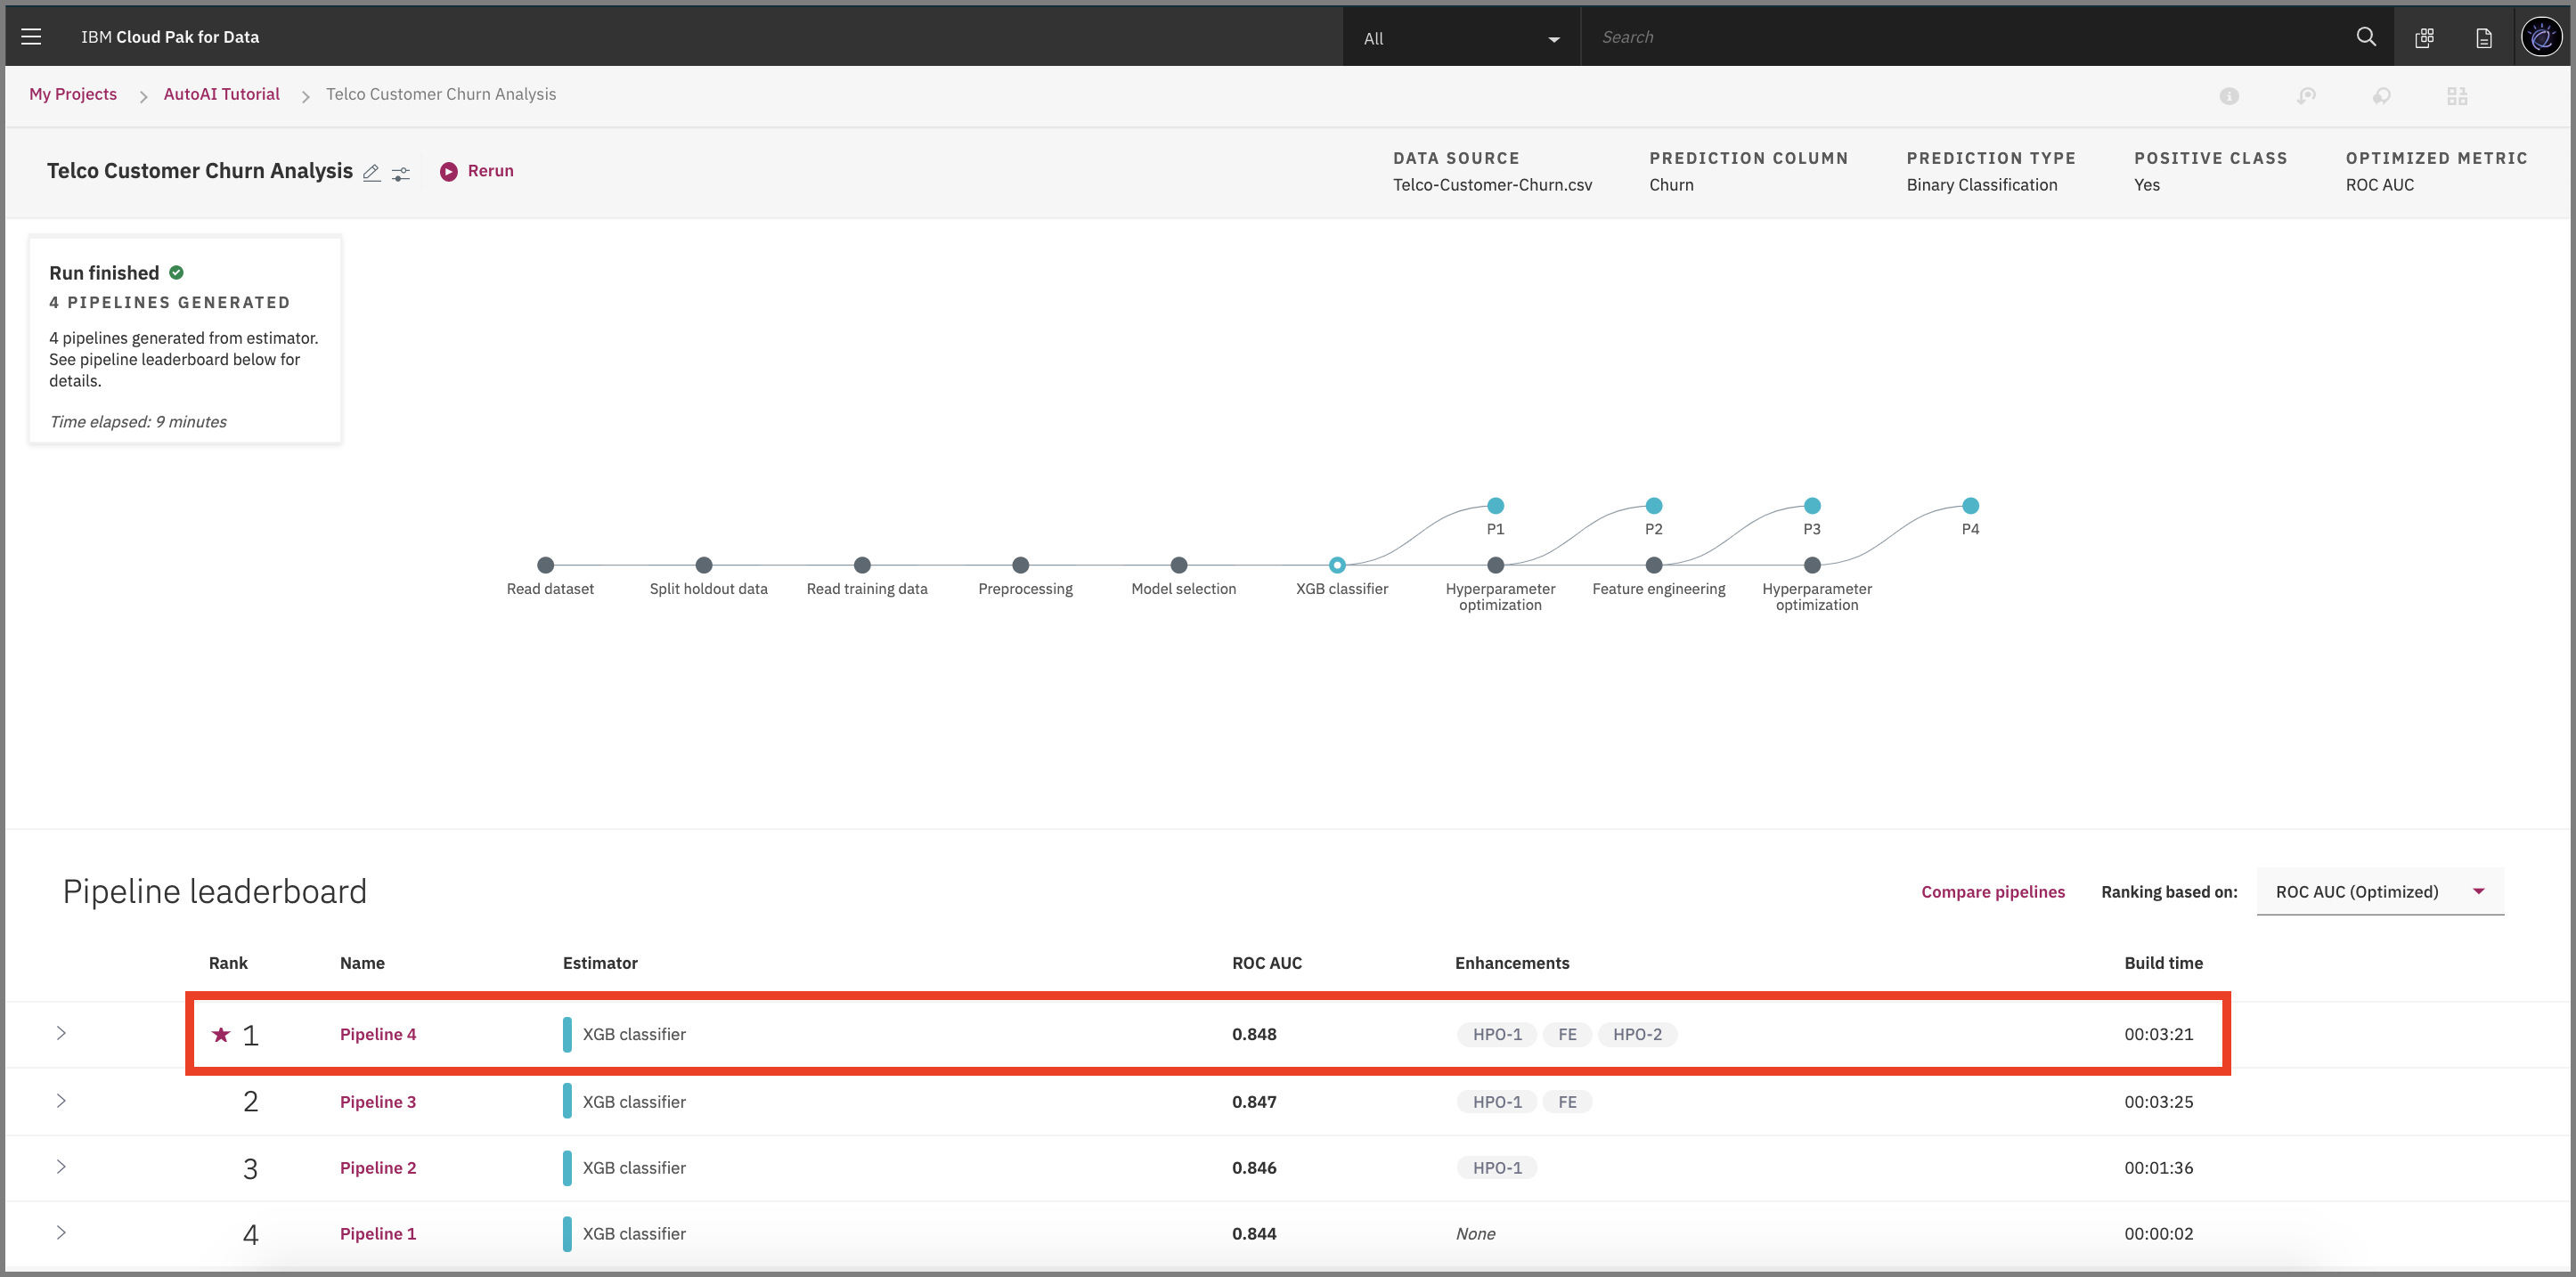 IBM Cloud Pak for Data
All
Search
My Projects
AutoAI Tutorial
Telco Customer Churn Analysis
Telco Customer Churn Analysis
Rerun
DATA SOURCE
Telco-Customer-Churn.csv
PREDICTION COLUMN
Churn
PREDICTION TYPE
Binary Classification
POSITIVE CLASS
Yes
OPTIMIZED METRIC
ROC AUC
Run finished
4 PIPELINES GENERATED
4 pipelines generated from estimator.
See pipeline leaderboard below for
details.
Time elapsed: 9 minutes
P1
P2
P3
P4
Read dataset
Split holdout data
Read training data
Preprocessing
Model selection
XGB classifier
Hyperparameter
optimization
Feature engineering
Hyperparameter
optimization
Pipeline leaderboard
Compare pipelines
Ranking based on:
ROC AUC (Optimized)
Rank Name Estimator ROC AUC Enhancements Build time
1 Pipeline 4 XGB classifier 0.848 HPO-1 FE HPO-2 00:03:21
2 Pipeline 3 XGB classifier 0.847 HPO-1 FE 00:03:25
3 Pipeline 2 XGB classifier 0.846 HPO-1 00:01:36
4 Pipeline 1 XGB classifier 0.844 None 00:00:02